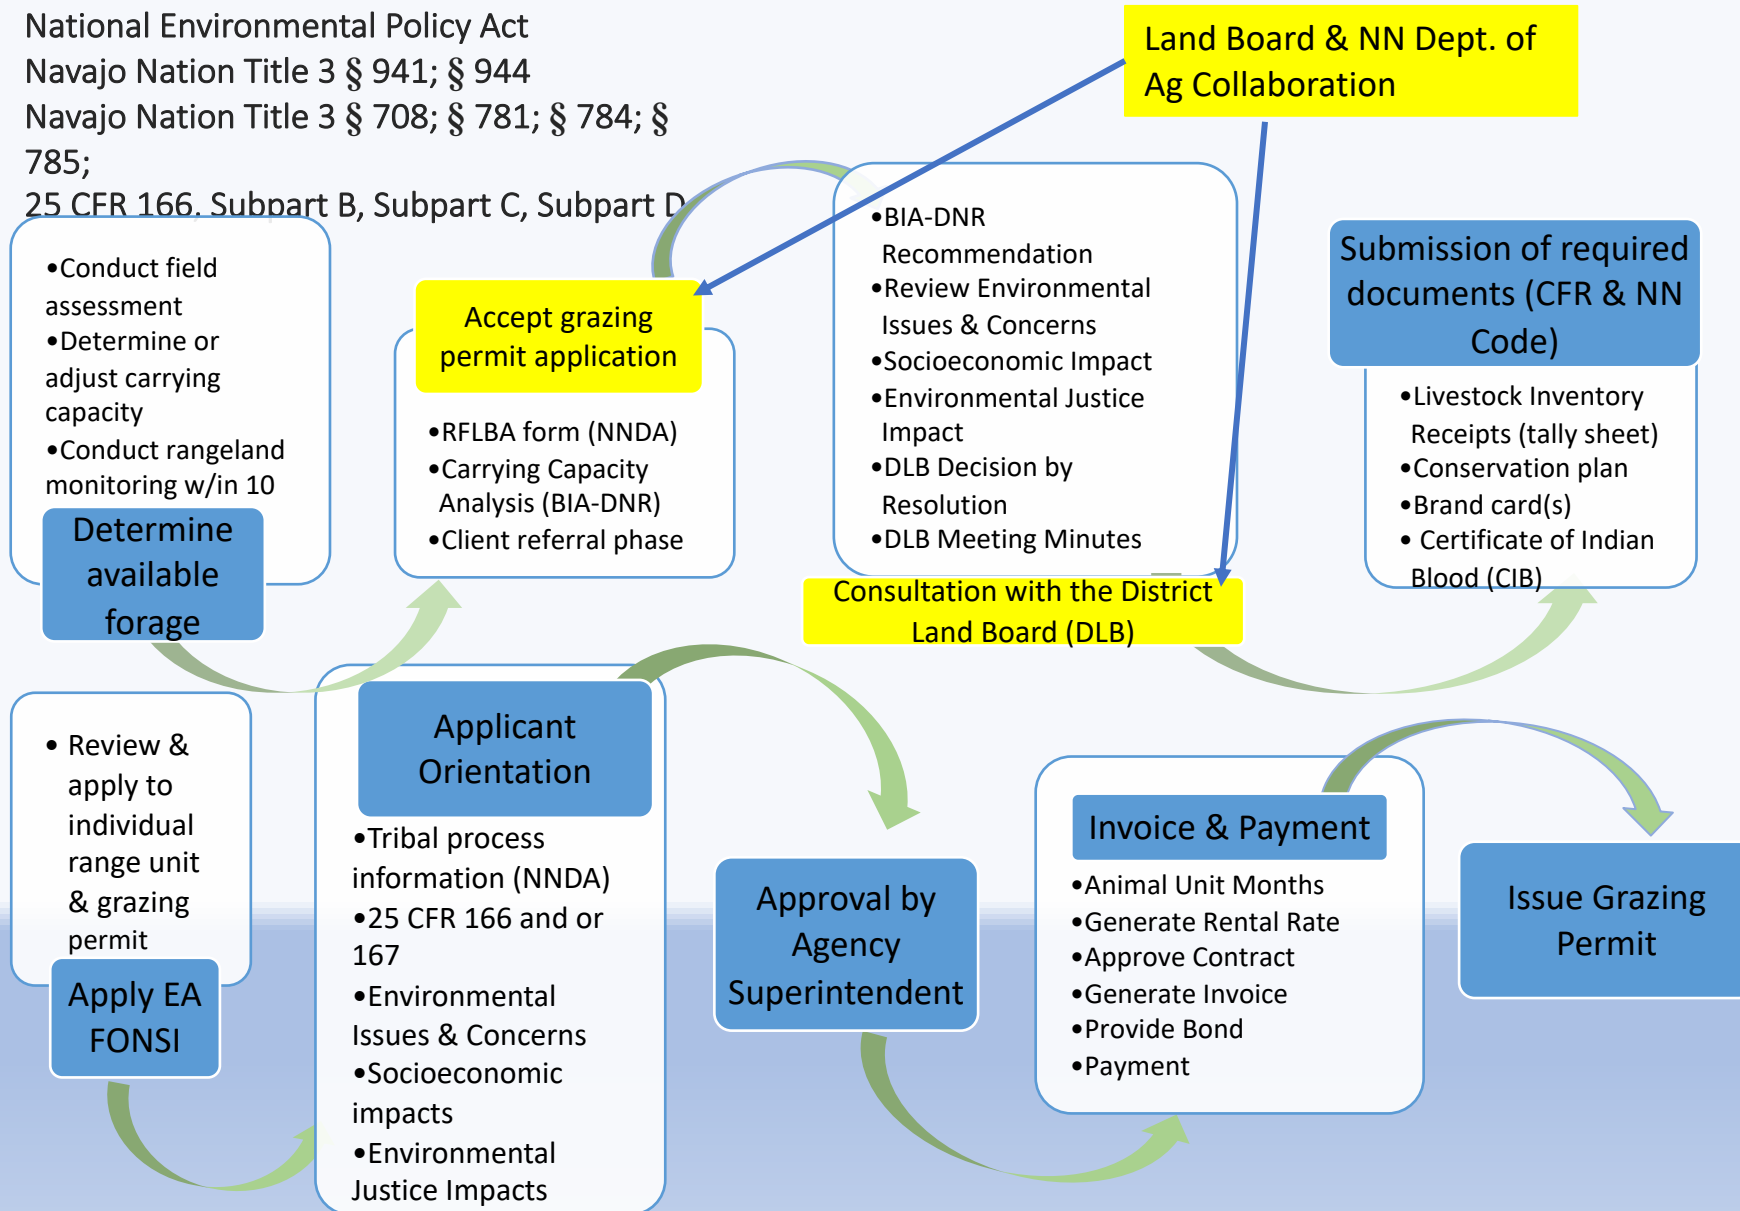 National Environmental Policy Act
Navajo Nation Title 3 § 941; § 944
Navajo Nation Title 3 § 708; § 781; § 784; §
785;
25 CFR 166, Subpart B, Subpart C, Subpart D
Land Board & NN Dept. of
Ag Collaboration
•Conduct field
assessment
•Determine or
adjust carrying
capacity
•Conduct rangeland
monitoring w/in 10
Determine
available
forage
Accept grazing
permit application
•RFLBA form (NNDA)
•Carrying Capacity
Analysis (BIA-DNR)
•Client referral phase
•BIA-DNR
Recommendation
•Review Environmental
Issues & Concerns
•Socioeconomic Impact
•Environmental Justice
Impact
•DLB Decision by
Resolution
•DLB Meeting Minutes
Consultation with the District
Land Board (DLB)
Submission of required
documents (CFR & NN
Code)
•Livestock Inventory
Receipts (tally sheet)
•Conservation plan
•Brand card(s)
• Certificate of Indian
Blood (CIB)
• Review &
apply to
individual
range unit
& grazing
permit
Apply EA
FONSI
Applicant
Orientation
•Tribal process
information (NNDA)
•25 CFR 166 and or
167
•Environmental
Issues & Concerns
•Socioeconomic
impacts
•Environmental
Justice Impacts
Approval by
Agency
Superintendent
Invoice & Payment
•Animal Unit Months
•Generate Rental Rate
•Approve Contract
•Generate Invoice
•Provide Bond
•Payment
Issue Grazing
Permit